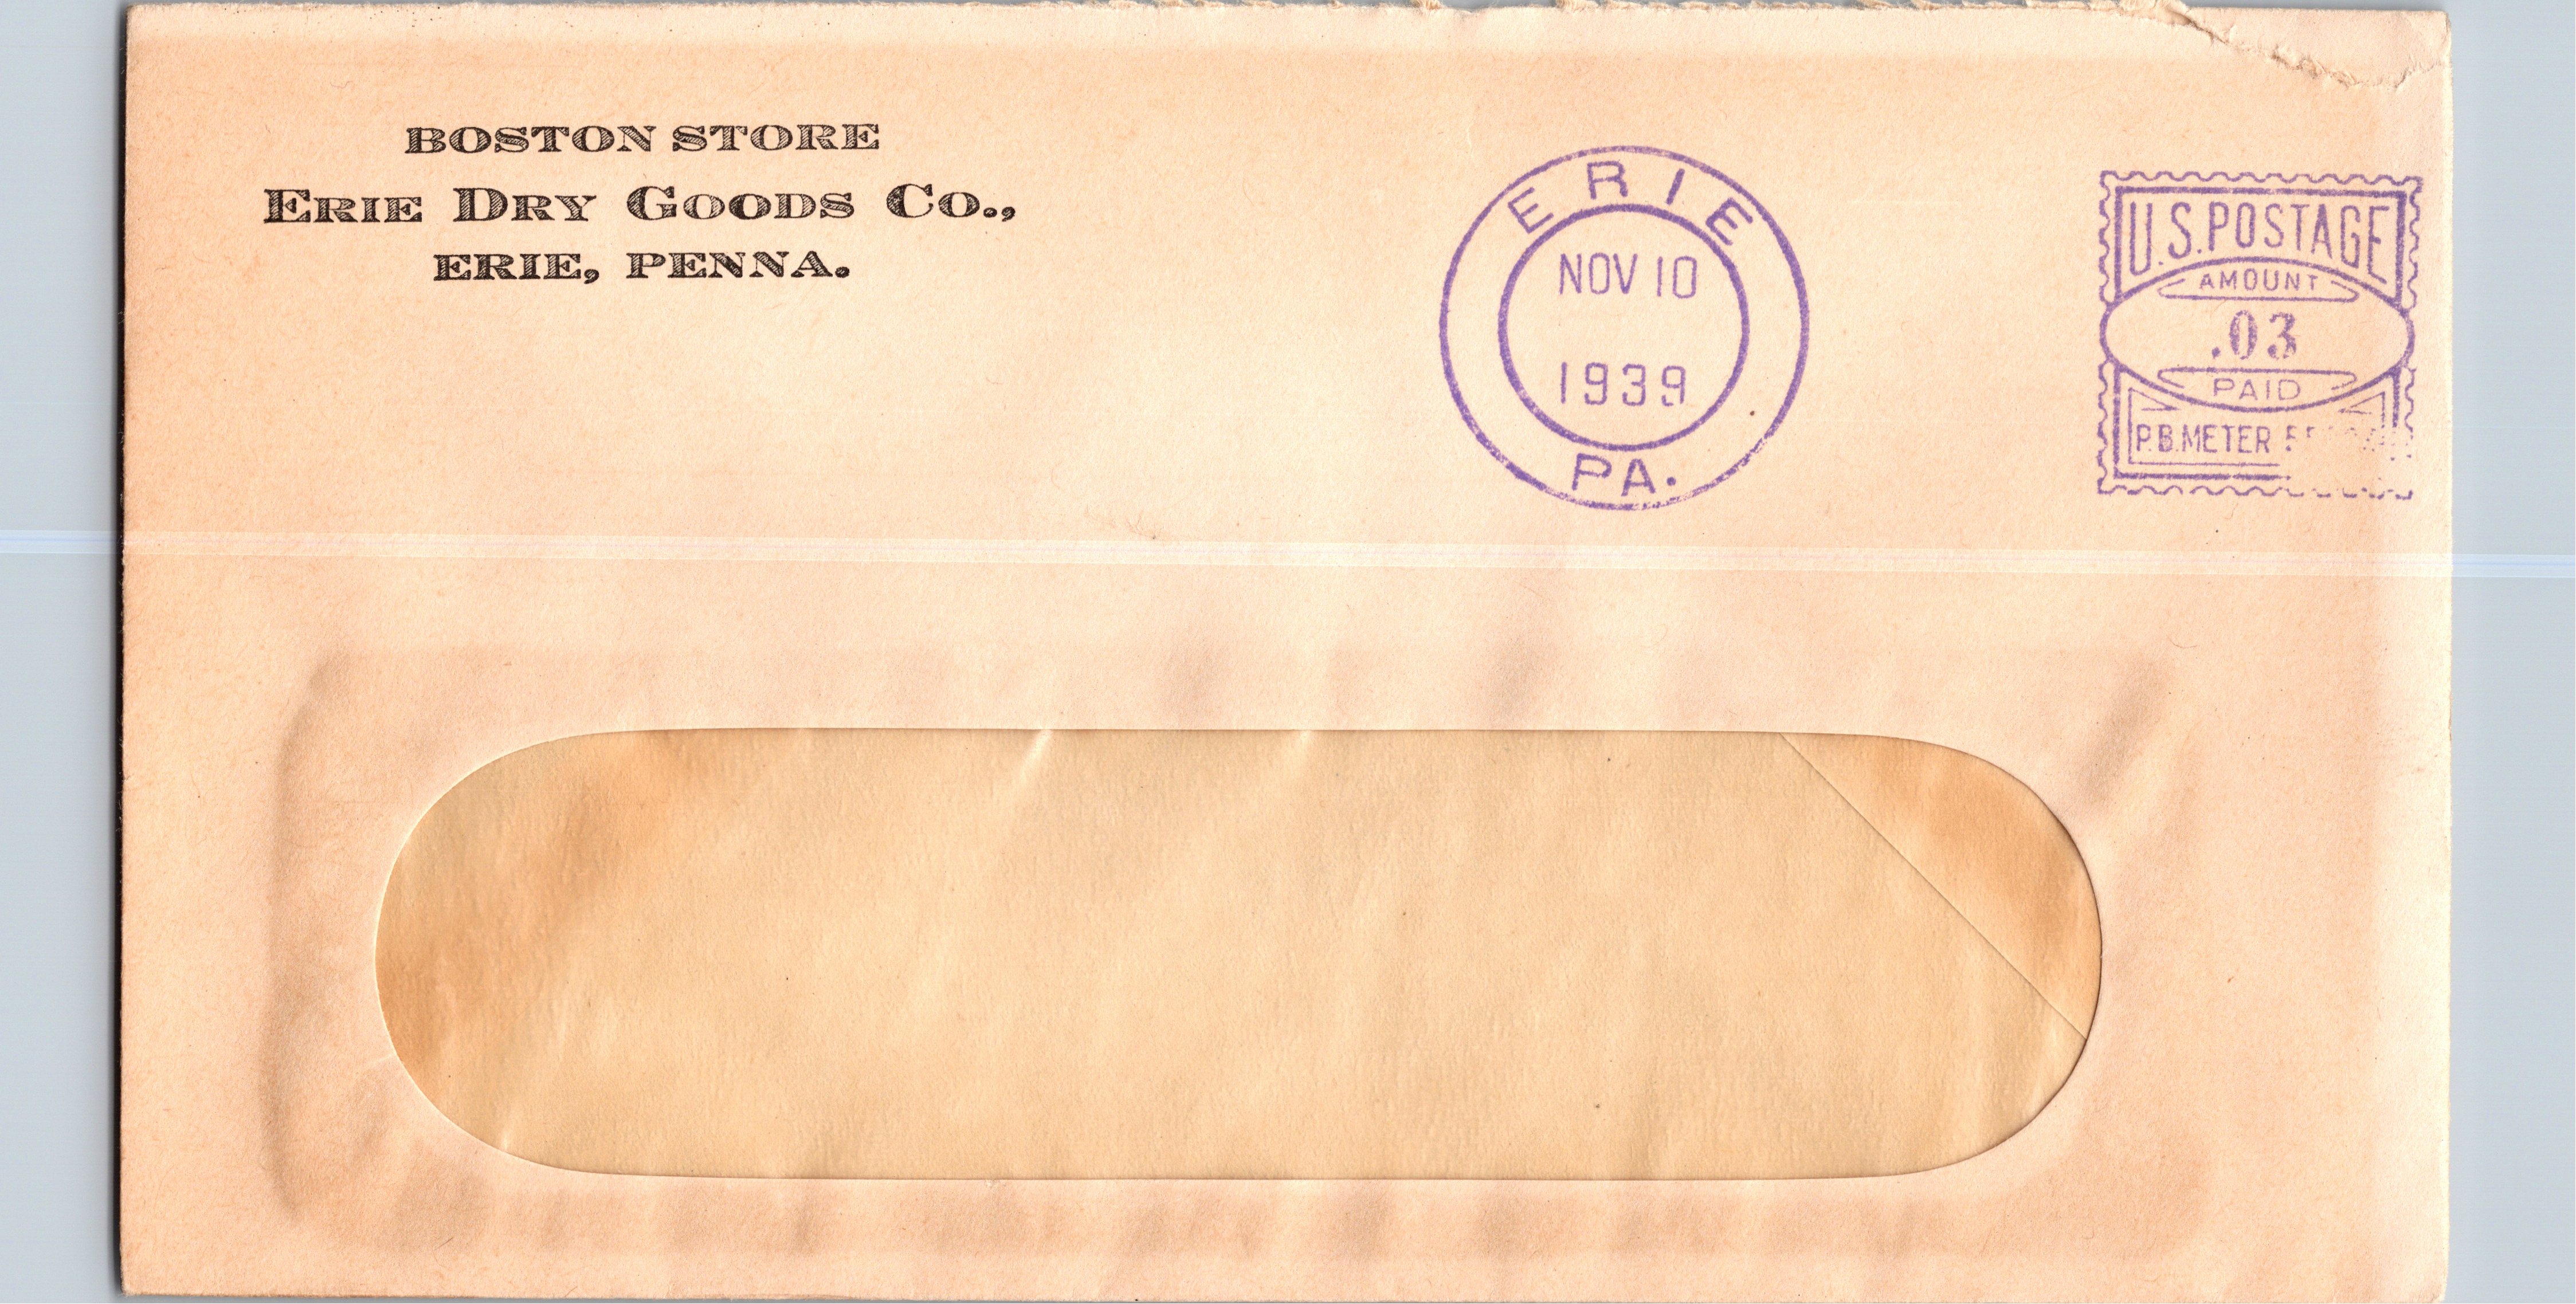 BOSTON STORE
ERIE DRY GOODS CO.,
ERIE, PENNA.
ERIE
NOV 10
1939
PA.
U.S. POSTAGE
AMOUNT
.03
PAID
P.B. METER